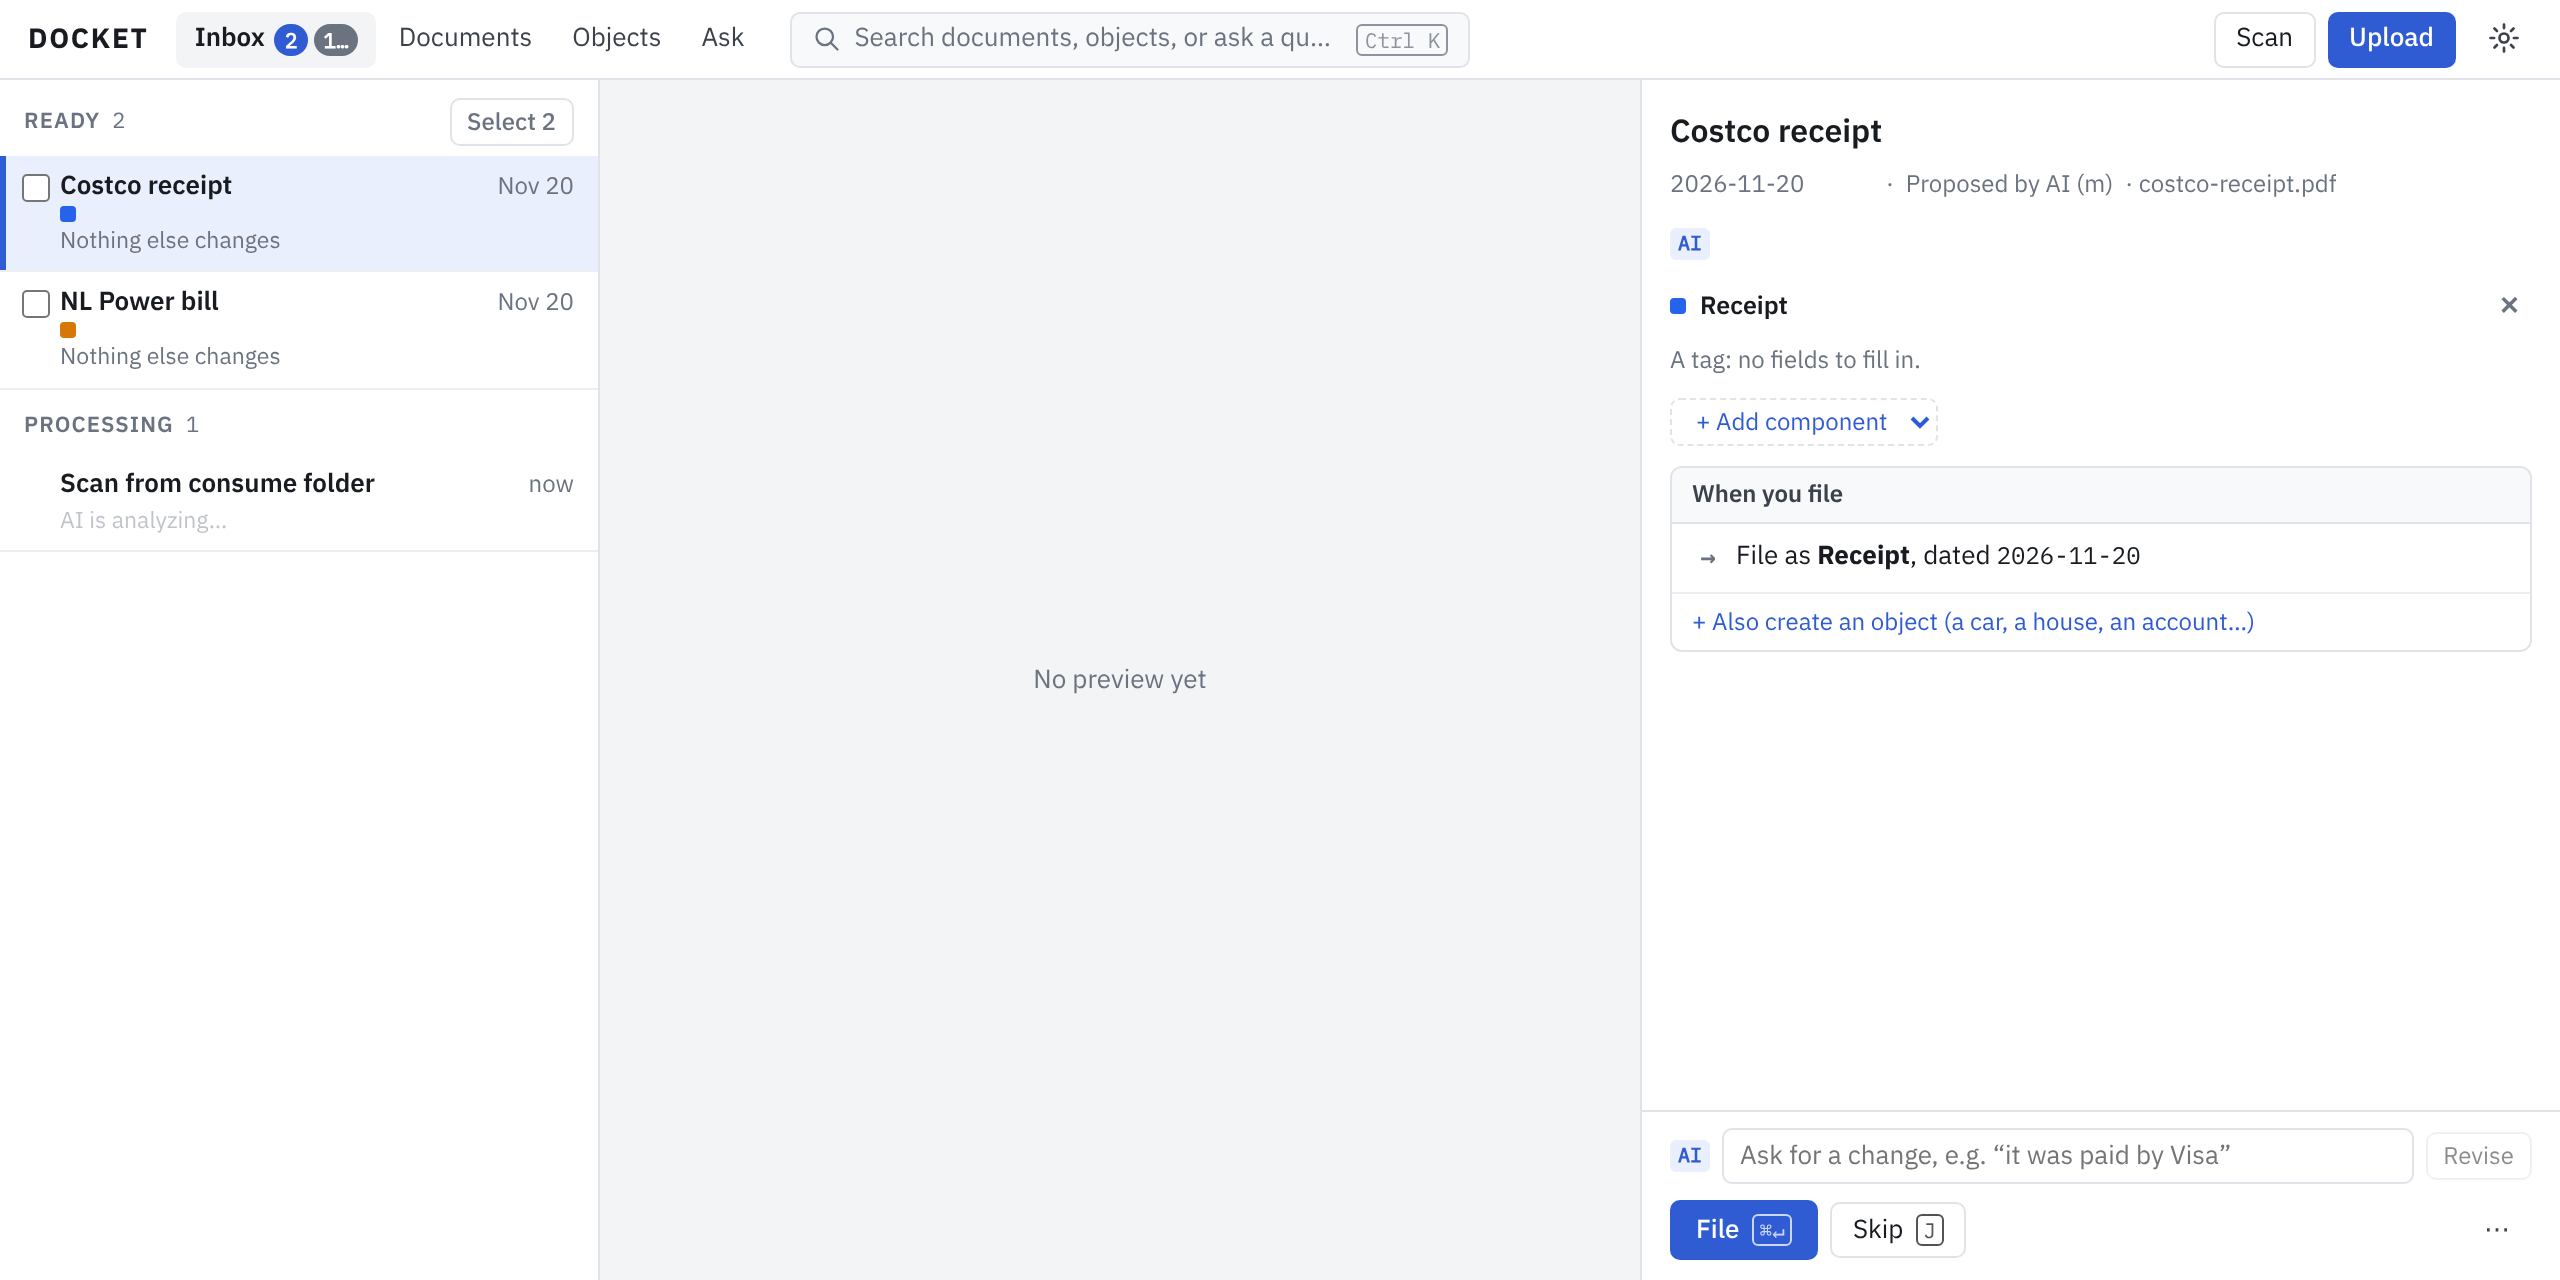 DOCKET Inbox 2 1… Documents Objects Ask Search documents, objects, or ask a qu… Ctrl K Scan Upload
READY 2 Select 2
Costco receipt Nov 20
Nothing else changes
NL Power bill Nov 20
Nothing else changes
PROCESSING 1
Scan from consume folder now
AI is analyzing…
No preview yet
Costco receipt
2026-11-20 · Proposed by AI (m) · costco-receipt.pdf
AI
Receipt ×
A tag: no fields to fill in.
+ Add component
When you file
→ File as Receipt, dated 2026-11-20
+ Also create an object (a car, a house, an account…)
AI Ask for a change, e.g. “it was paid by Visa” Revise
File ⌘↵ Skip J …